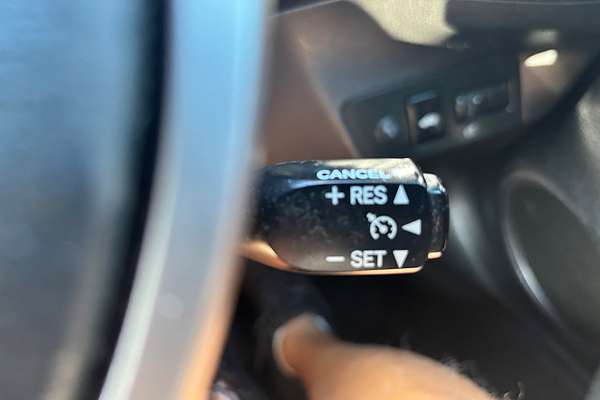 CANCEL
+ RES ▲
◀
− SET ▼